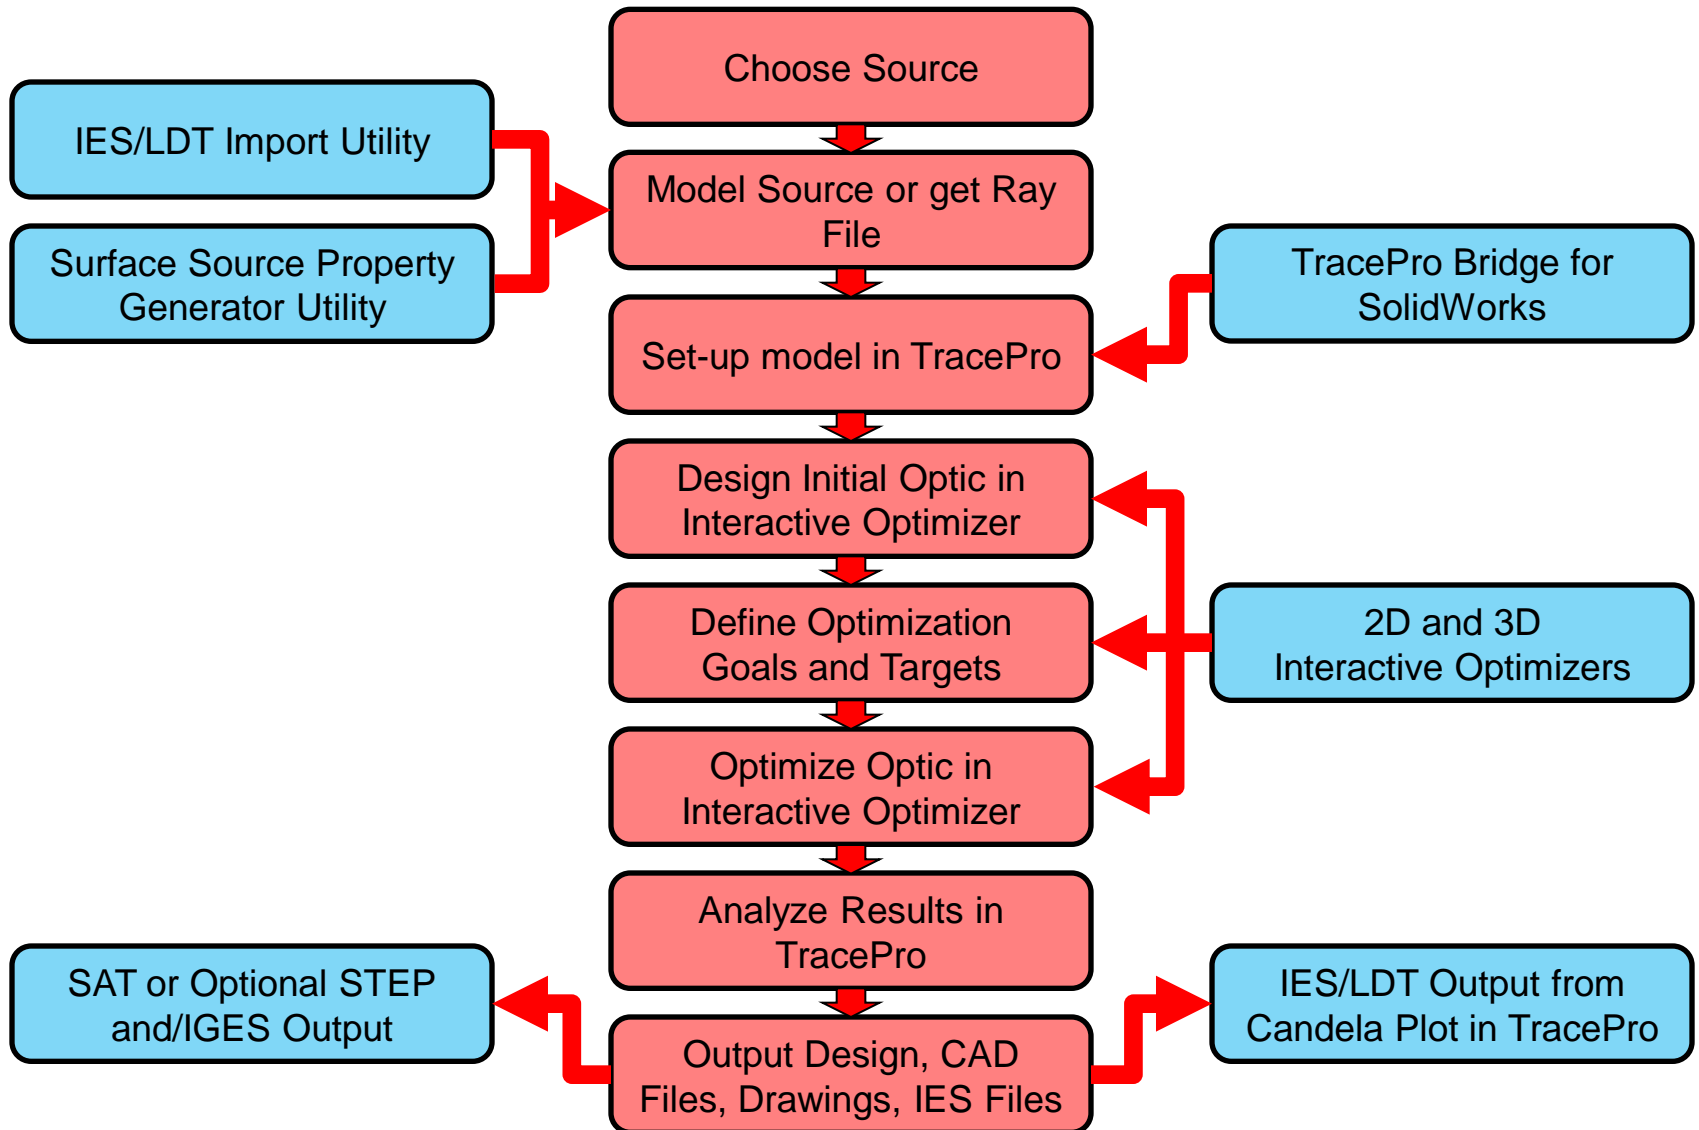 Choose Source
IES/LDT Import Utility
Model Source or get Ray
File
Surface Source Property
Generator Utility
TracePro Bridge for
SolidWorks
Set-up model in TracePro
Design Initial Optic in
Interactive Optimizer
Define Optimization
Goals and Targets
2D and 3D
Interactive Optimizers
Optimize Optic in
Interactive Optimizer
Analyze Results in
TracePro
SAT or Optional STEP
and/IGES Output
IES/LDT Output from
Candela Plot in TracePro
Output Design, CAD
Files, Drawings, IES Files